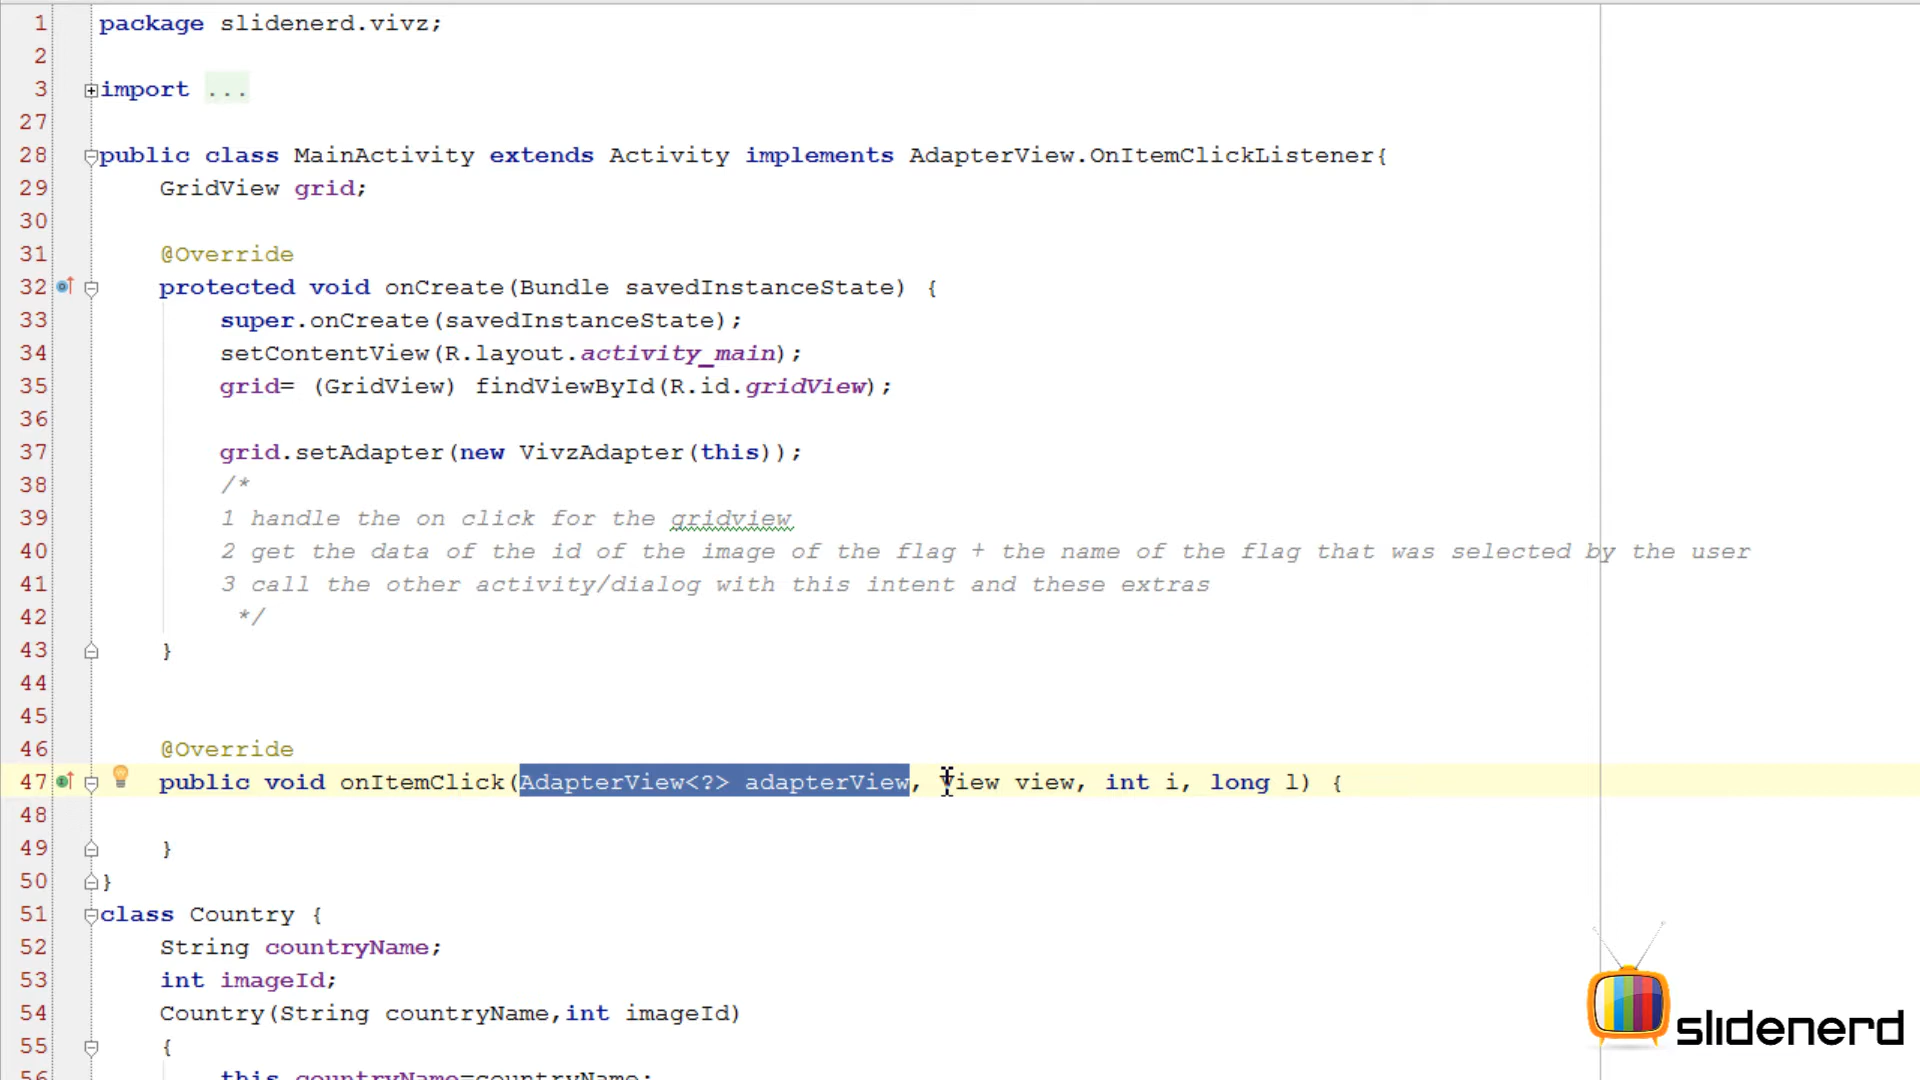 1 package slidenerd.vivz;
2
3 import ...
27
28 public class MainActivity extends Activity implements AdapterView.OnItemClickListener{
29 GridView grid;
30
31 @Override
32 protected void onCreate(Bundle savedInstanceState) {
33 super.onCreate(savedInstanceState);
34 setContentView(R.layout.activity_main);
35 grid= (GridView) findViewById(R.id.gridView);
36
37 grid.setAdapter(new VivzAdapter(this));
38 /*
39 1 handle the on click for the gridview
40 2 get the data of the id of the image of the flag + the name of the flag that was selected by the user
41 3 call the other activity/dialog with this intent and these extras
42 */
43 }
44
45
46 @Override
47 public void onItemClick(AdapterView<?> adapterView, View view, int i, long l) {
48
49 }
50 }
51 class Country {
52 String countryName;
53 int imageId;
54 Country(String countryName,int imageId)
55 {
56 this.countryName=countryName;
slidenerd